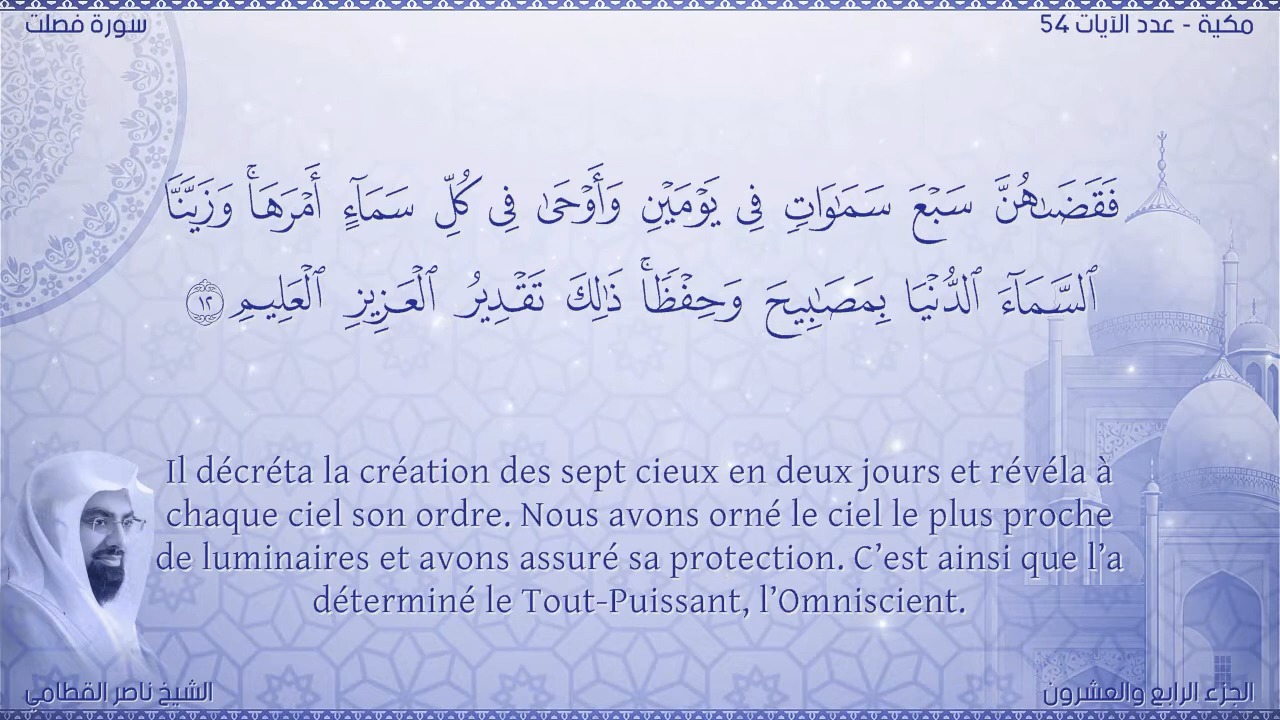 مكية - عدد الآيات 54
سورة فصلت
فَقَضَىٰهُنَّ سَبْعَ سَمَٰوَاتٍ فِى يَوْمَيْنِ وَأَوْحَىٰ فِى كُلِّ سَمَآءٍ أَمْرَهَا ۚ وَزَيَّنَّا
ٱلسَّمَآءَ ٱلدُّنْيَا بِمَصَٰبِيحَ وَحِفْظًا ۚ ذَٰلِكَ تَقْدِيرُ ٱلْعَزِيزِ ٱلْعَلِيمِ ١٢
Il décréta la création des sept cieux en deux jours et révéla à
chaque ciel son ordre. Nous avons orné le ciel le plus proche
de luminaires et avons assuré sa protection. C’est ainsi que l’a
déterminé le Tout-Puissant, l’Omniscient.
الجزء الرابع والعشرون
الشيخ ناصر القطامي